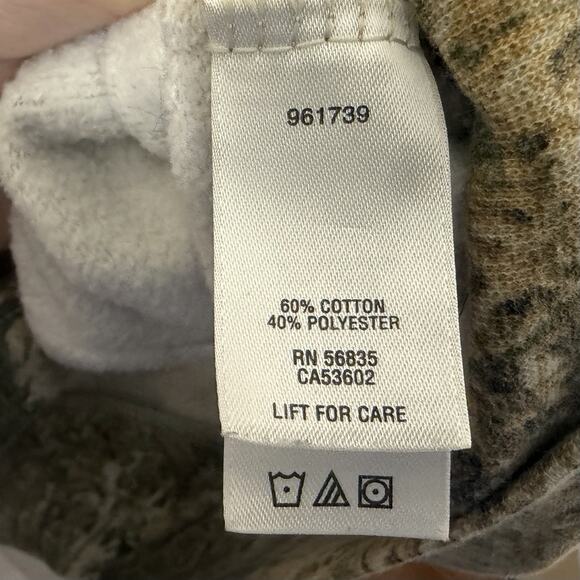 961739
60% COTTON
40% POLYESTER
RN 56835
CA53602
LIFT FOR CARE